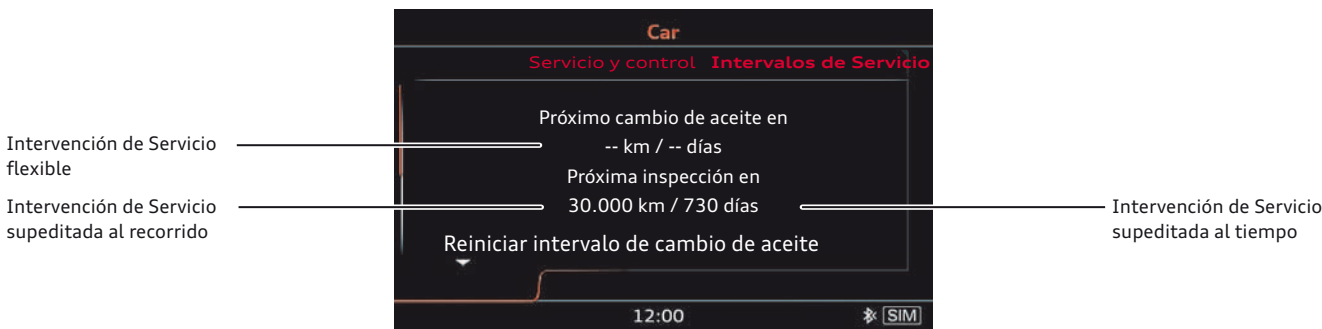 Car
Servicio y control Intervalos de Servicio
Próximo cambio de aceite en
-- km / -- días
Próxima inspección en
30.000 km / 730 días
Reiniciar intervalo de cambio de aceite
12:00
SIM
Intervención de Servicio
flexible
Intervención de Servicio
supeditada al recorrido
Intervención de Servicio
supeditada al tiempo